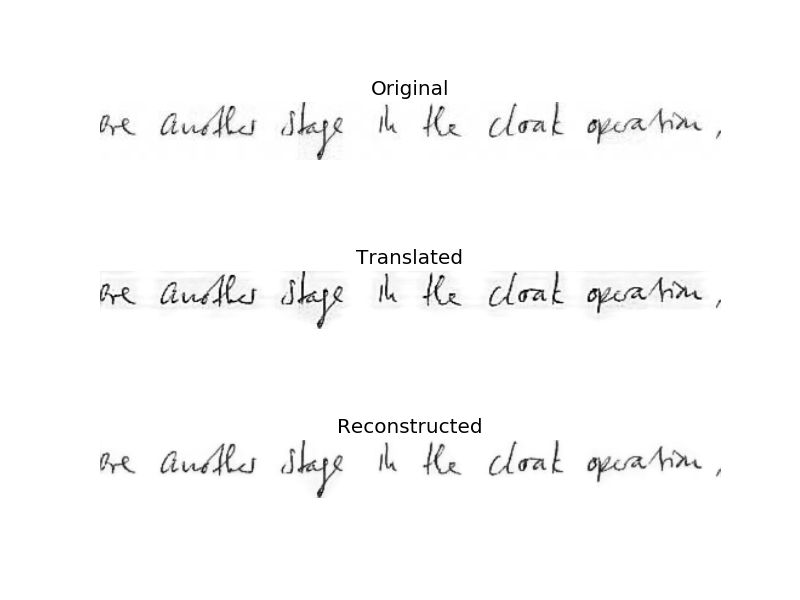 Original
are another stage in the cloak operation,
Translated
are another stage in the cloak operation,
Reconstructed
are another stage in the cloak operation,